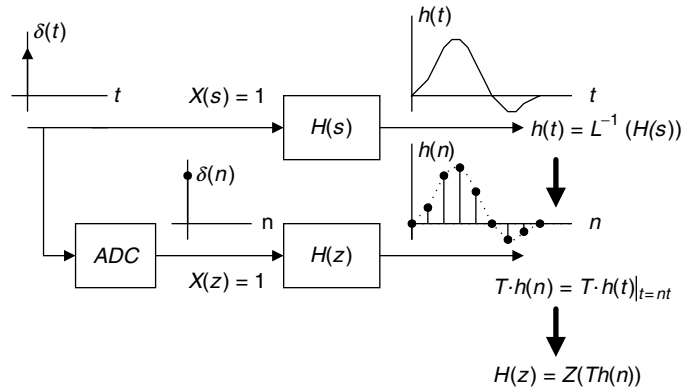 δ(t)
t
X(s) = 1
H(s)
h(t)
t
h(t) = L⁻¹ (H(s))
δ(n)
n
ADC
X(z) = 1
H(z)
h(n)
n
T·h(n) = T·h(t)|ₜ₌ₙₜ
H(z) = Z(Th(n))